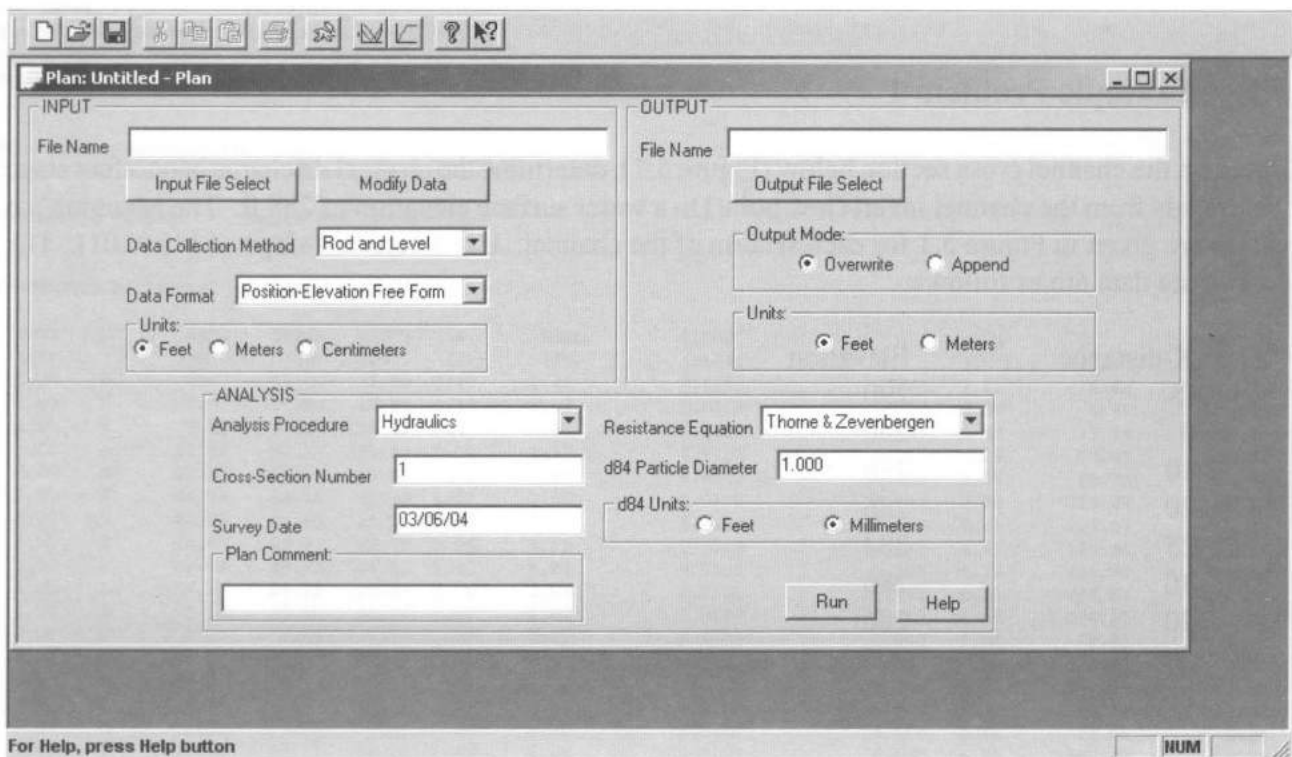 Plan: Untitled - Plan
INPUT
File Name
Input File Select
Modify Data
Data Collection Method
Rod and Level
Data Format
Position-Elevation Free Form
Units:
Feet
Meters
Centimeters
OUTPUT
File Name
Output File Select
Output Mode:
Overwrite
Append
Units:
Feet
Meters
ANALYSIS
Analysis Procedure
Hydraulics
Cross-Section Number
1
Survey Date
03/06/04
Plan Comment:
Resistance Equation
Thorne & Zevenbergen
d84 Particle Diameter
1.000
d84 Units:
Feet
Millimeters
Run
Help
For Help, press Help button
NUM